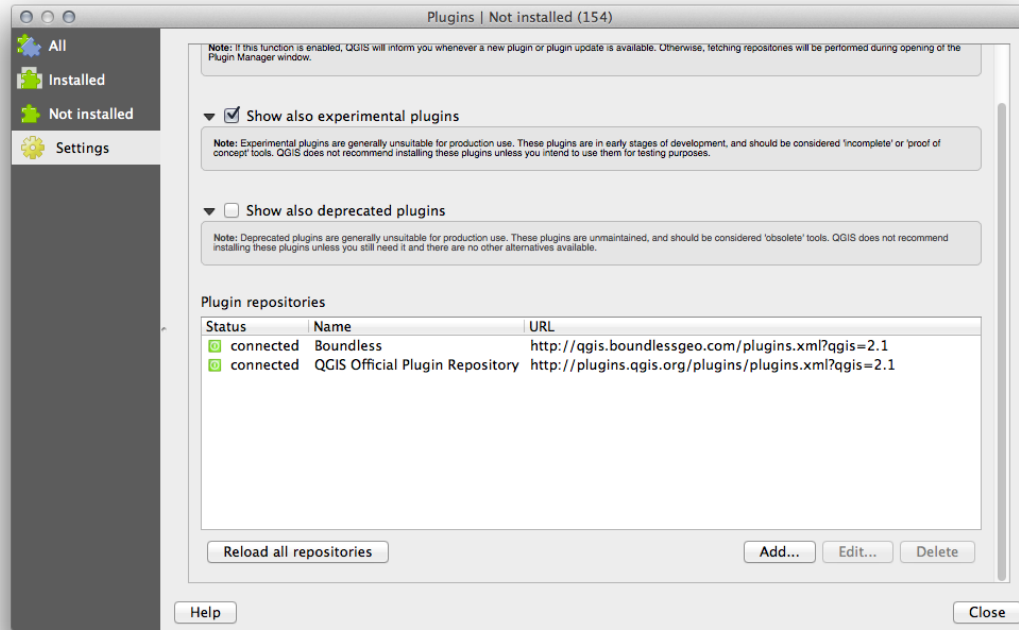 Plugins | Not installed (154)
All
Installed
Not installed
Settings
Note: If this function is enabled, QGIS will inform you whenever a new plugin or plugin update is available. Otherwise, fetching repositories will be performed during opening of the
Plugin Manager window.
Show also experimental plugins
Note: Experimental plugins are generally unsuitable for production use. These plugins are in early stages of development, and should be considered 'incomplete' or 'proof of
concept' tools. QGIS does not recommend installing these plugins unless you intend to use them for testing purposes.
Show also deprecated plugins
Note: Deprecated plugins are generally unsuitable for production use. These plugins are unmaintained, and should be considered 'obsolete' tools. QGIS does not recommend
installing these plugins unless you still need it and there are no other alternatives available.
Plugin repositories
Status Name URL
connected Boundless http://qgis.boundlessgeo.com/plugins.xml?qgis=2.1
connected QGIS Official Plugin Repository http://plugins.qgis.org/plugins/plugins.xml?qgis=2.1
Reload all repositories Add... Edit... Delete
Help Close